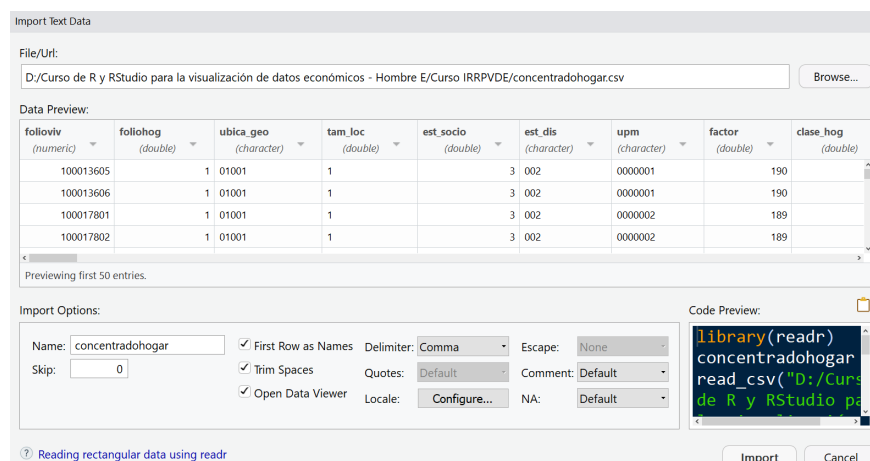 Import Text Data
File/Url:
D:/Curso de R y RStudio para la visualización de datos económicos - Hombre E/Curso IRRPVDE/concentradohogar.csv Browse...
Data Preview:
folioviv foliohog ubica_geo tam_loc est_socio est_dis upm factor clase_hog
(numeric) (double) (character) (double) (double) (character) (character) (double) (double)
100013605 1 01001 1 3 002 0000001 190
100013606 1 01001 1 3 002 0000001 190
100017801 1 01001 1 3 002 0000002 189
100017802 1 01001 1 3 002 0000002 189
Previewing first 50 entries.
Import Options: Code Preview:
Name: concentradohogar First Row as Names Delimiter: Comma Escape: None library(readr)
Skip: 0 Trim Spaces Quotes: Default Comment: Default concentradohogar
Open Data Viewer Locale: Configure... NA: Default read_csv("D:/Curs
de R y RStudio pa
? Reading rectangular data using readr Import Cancel